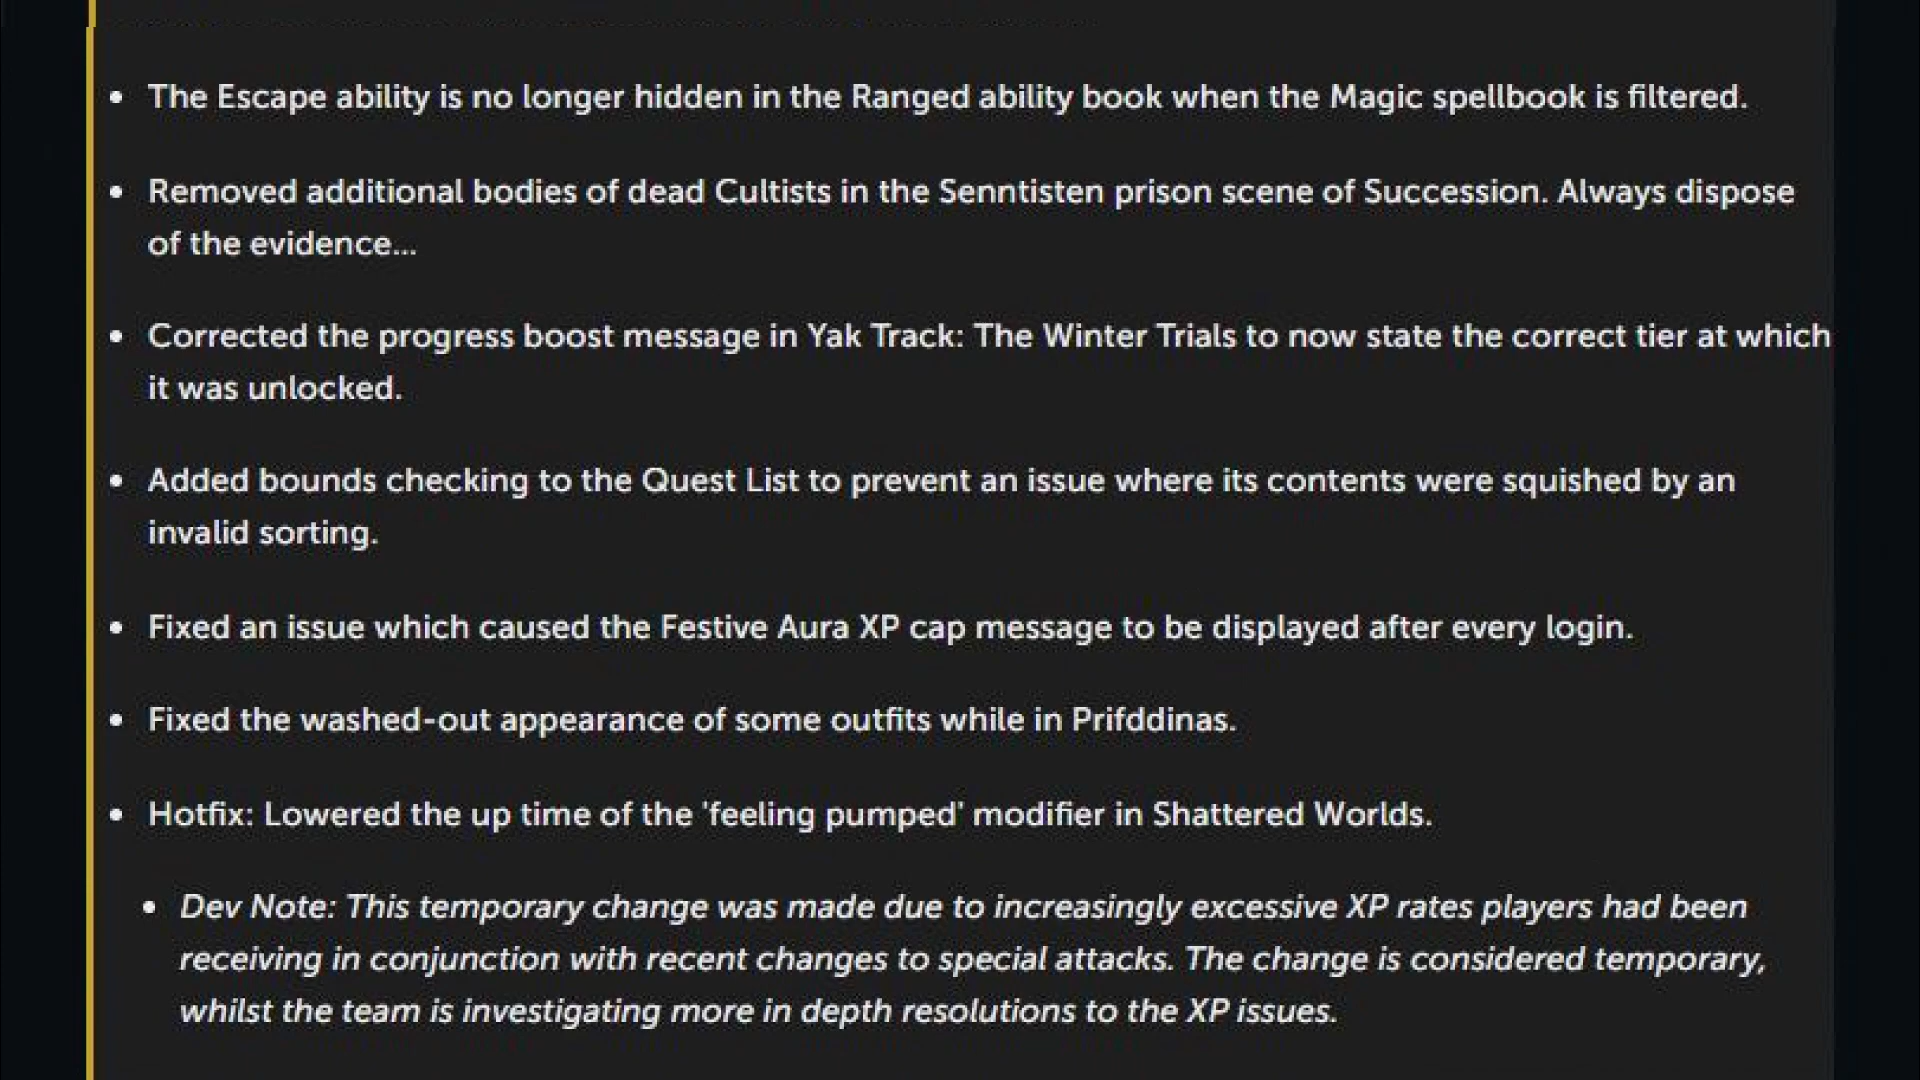 • The Escape ability is no longer hidden in the Ranged ability book when the Magic spellbook is filtered.
• Removed additional bodies of dead Cultists in the Senntisten prison scene of Succession. Always dispose
of the evidence...
• Corrected the progress boost message in Yak Track: The Winter Trials to now state the correct tier at which
it was unlocked.
• Added bounds checking to the Quest List to prevent an issue where its contents were squished by an
invalid sorting.
• Fixed an issue which caused the Festive Aura XP cap message to be displayed after every login.
• Fixed the washed-out appearance of some outfits while in Prifddinas.
• Hotfix: Lowered the up time of the 'feeling pumped' modifier in Shattered Worlds.
• Dev Note: This temporary change was made due to increasingly excessive XP rates players had been
receiving in conjunction with recent changes to special attacks. The change is considered temporary,
whilst the team is investigating more in depth resolutions to the XP issues.